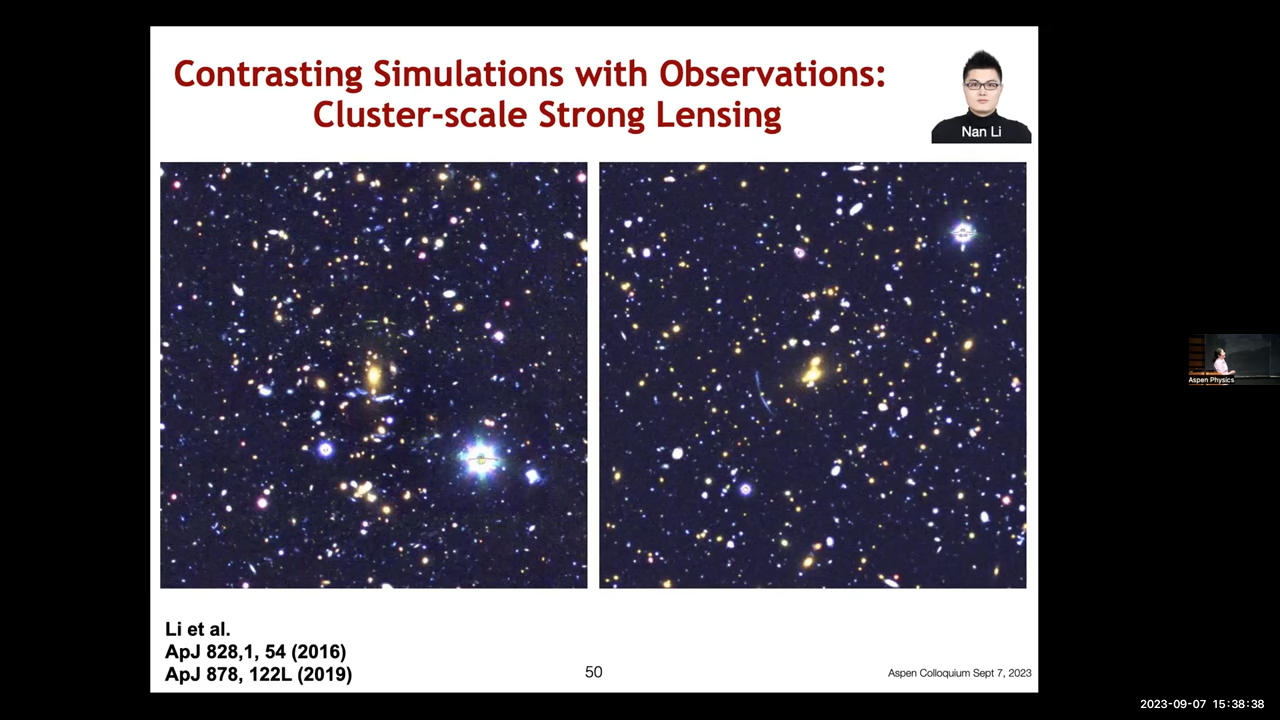 Contrasting Simulations with Observations:
Cluster-scale Strong Lensing
Nan Li
Aspen Physics
Li et al.
ApJ 828,1, 54 (2016)
ApJ 878, 122L (2019)
50
Aspen Colloquium Sept 7, 2023
2023-09-07 15:38:38